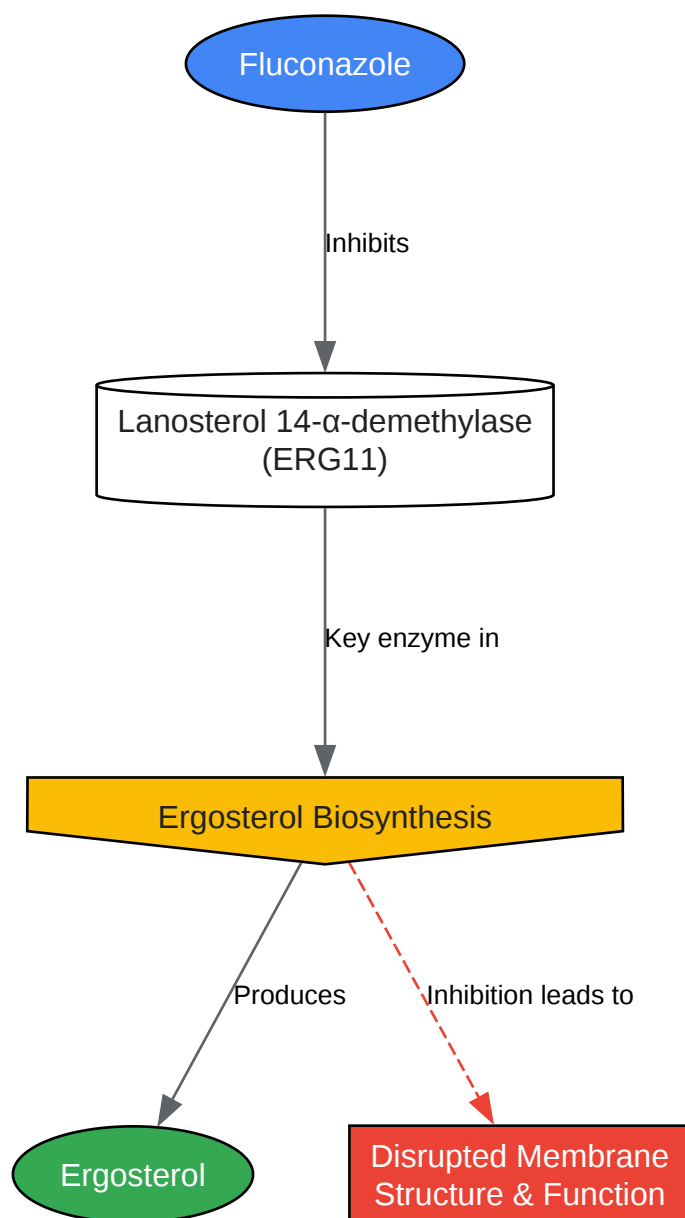 Fluconazole
Inhibits
Lanosterol 14-α-demethylase
(ERG11)
Key enzyme in
Ergosterol Biosynthesis
Produces
Inhibition leads to
Ergosterol
Disrupted Membrane
Structure & Function